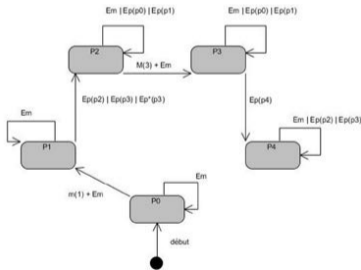 Em | Ep(p0) | Ep(p1)
Em | Ep(p0) | Ep(p1)
P2
P3
M(3) + Em
Ep(p2) | Ep(p3) | Ep*(p3)
Ep(p4)
Em
Em | Ep(p2) | Ep(p3)
P1
P4
Em
m(1) + Em
P0
début